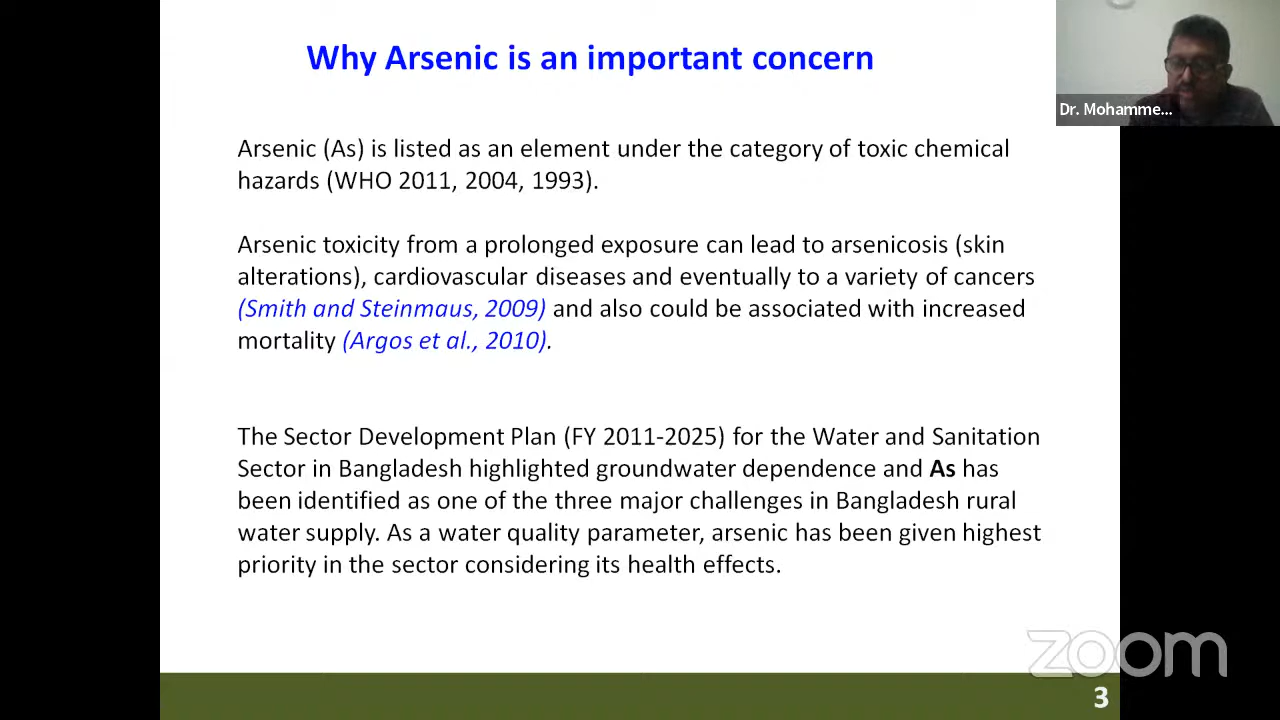 Why Arsenic is an important concern
Dr. Mohamme...
Arsenic (As) is listed as an element under the category of toxic chemical
hazards (WHO 2011, 2004, 1993).
Arsenic toxicity from a prolonged exposure can lead to arsenicosis (skin
alterations), cardiovascular diseases and eventually to a variety of cancers
(Smith and Steinmaus, 2009) and also could be associated with increased
mortality (Argos et al., 2010).
The Sector Development Plan (FY 2011-2025) for the Water and Sanitation
Sector in Bangladesh highlighted groundwater dependence and As has
been identified as one of the three major challenges in Bangladesh rural
water supply. As a water quality parameter, arsenic has been given highest
priority in the sector considering its health effects.
zoom
3